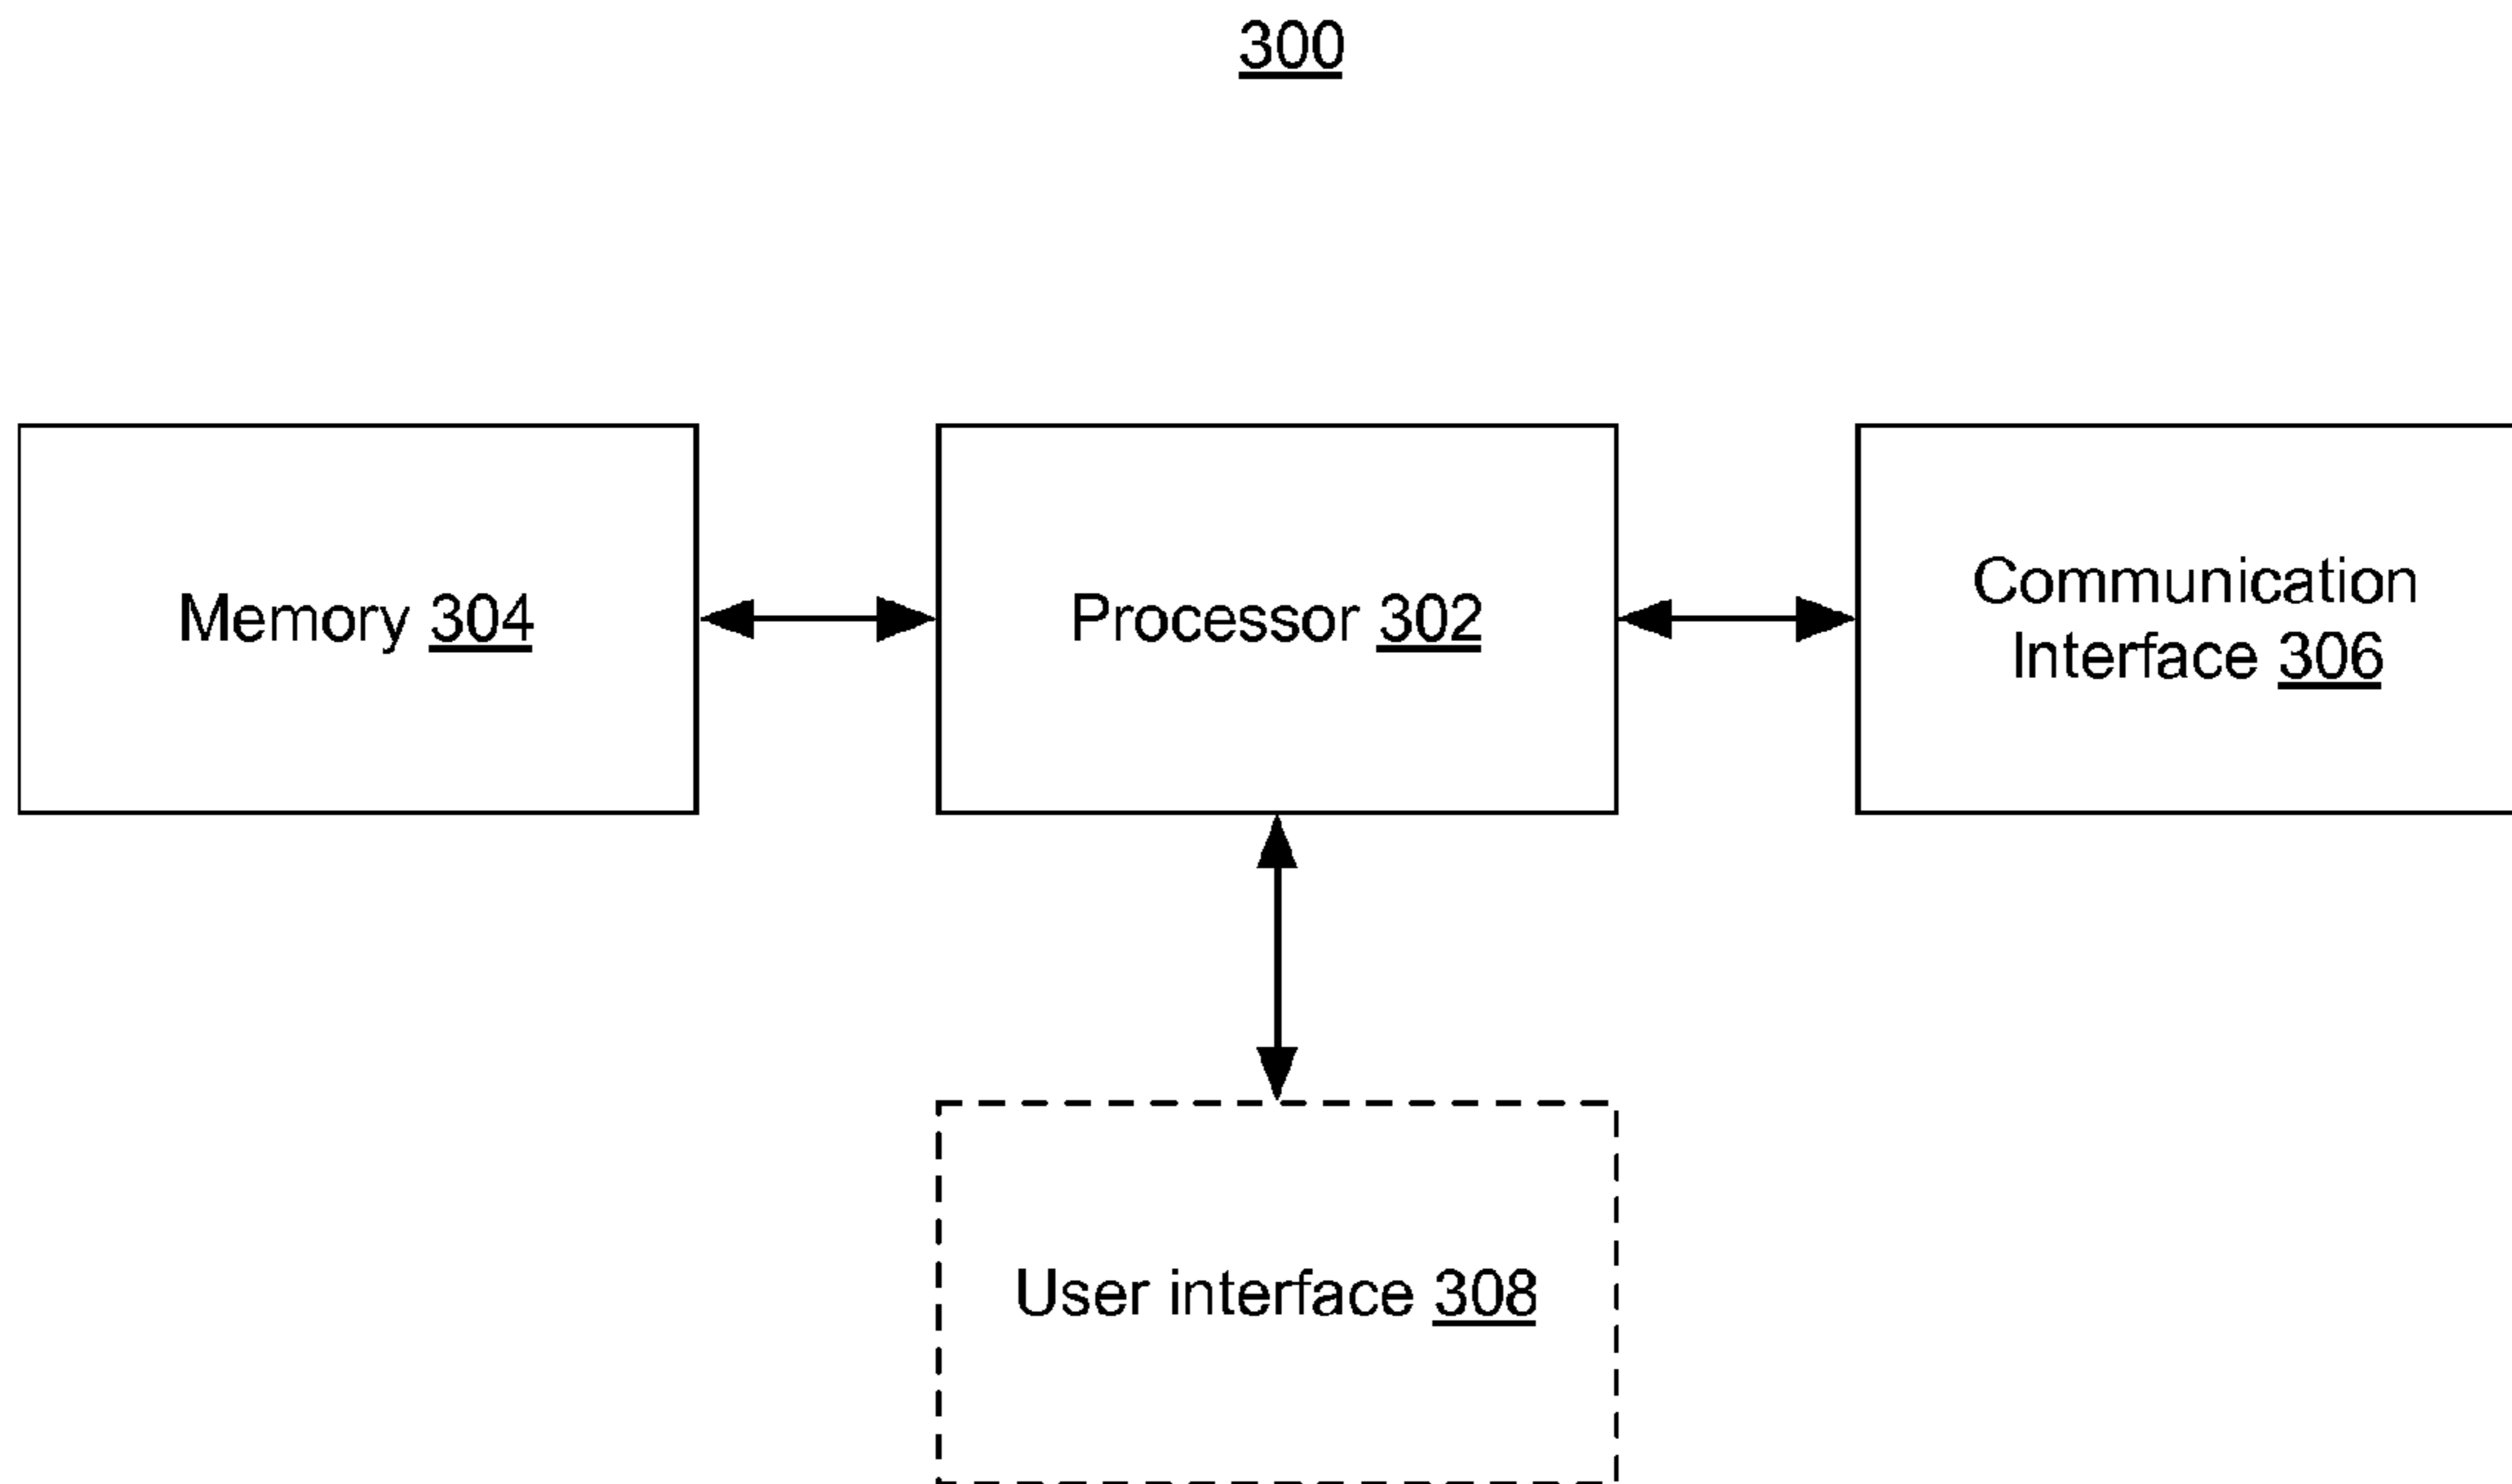 300
Memory 304
Processor 302
Communication
Interface 306
User interface 308